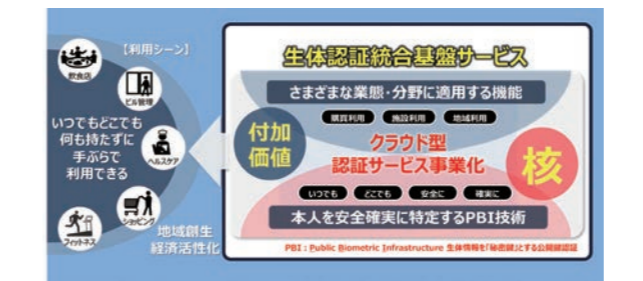 【利用シーン】
飲食店
ビル管理
いつでもどこでも
何も持たずに
手ぶらで
利用できる
ヘルスケア
ショッピング
フィットネス
地域創生
経済活性化
生体認証統合基盤サービス
さまざまな業態・分野に適用する機能
購買利用
施設利用
地域利用
付加
価値
クラウド型
認証サービス事業化
核
いつでも
どこでも
安全に
確実に
本人を安全確実に特定するPBI技術
PBI : Public Biometric Infrastructure 生体情報を「秘密鍵」とする公開鍵認証